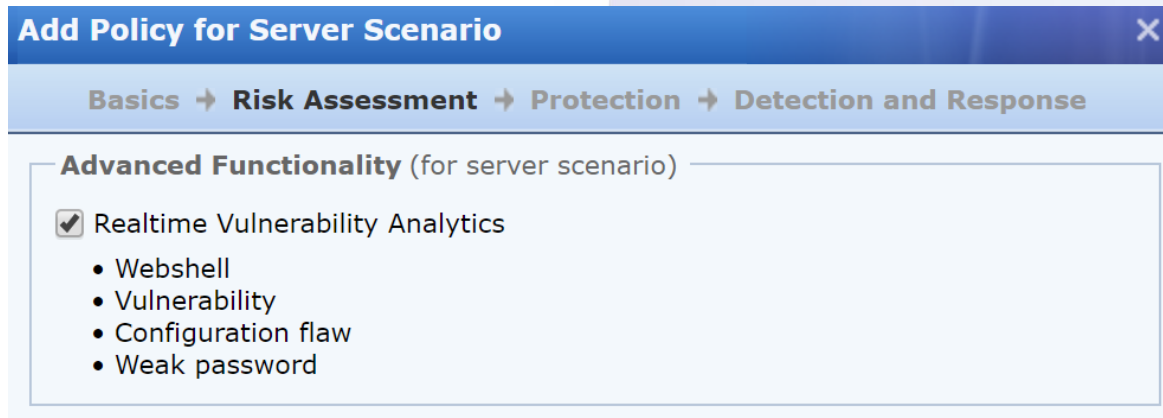 Add Policy for Server Scenario
Basics → Risk Assessment → Protection → Detection and Response
Advanced Functionality (for server scenario)
Realtime Vulnerability Analytics
• Webshell
• Vulnerability
• Configuration flaw
• Weak password